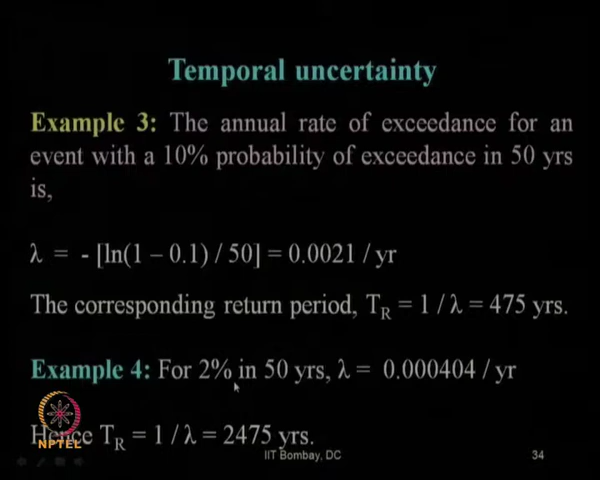 Temporal uncertainty
Example 3: The annual rate of exceedance for an
event with a 10% probability of exceedance in 50 yrs
is,
λ = - [ln(1 – 0.1) / 50] = 0.0021 / yr
The corresponding return period, T_R = 1 / λ = 475 yrs.
Example 4: For 2% in 50 yrs, λ = 0.000404 / yr
Hence T_R = 1 / λ = 2475 yrs.
NPTEL
IIT Bombay, DC
34